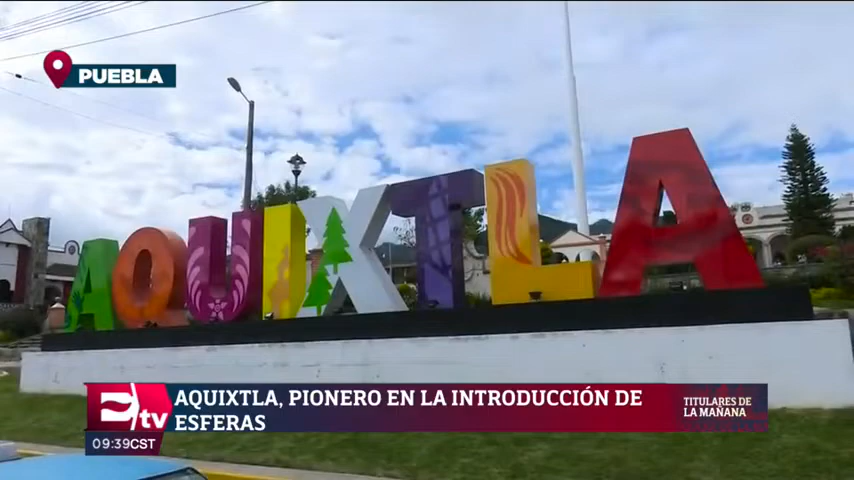 PUEBLA
AQUIXTLA
AQUIXTLA, PIONERO EN LA INTRODUCCIÓN DE
ESFERAS
TITULARES DE
LA MAÑANA
tv
09:39CST